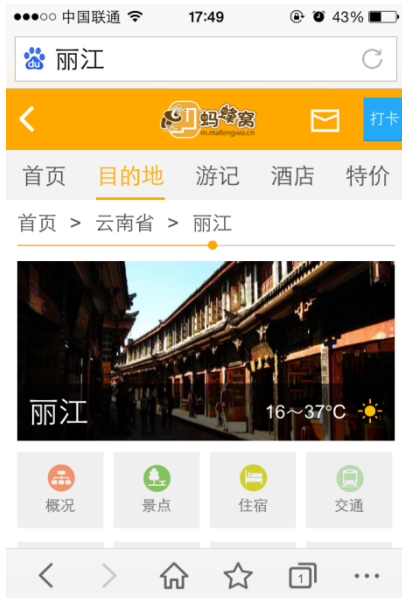 中国联通 17:49 43%
du 丽江
蚂蜂窝 打卡
m.mafengwo.cn
首页 目的地 游记 酒店 特价
首页 > 云南省 > 丽江
丽江 16~37°C
概况 景点 住宿 交通
1